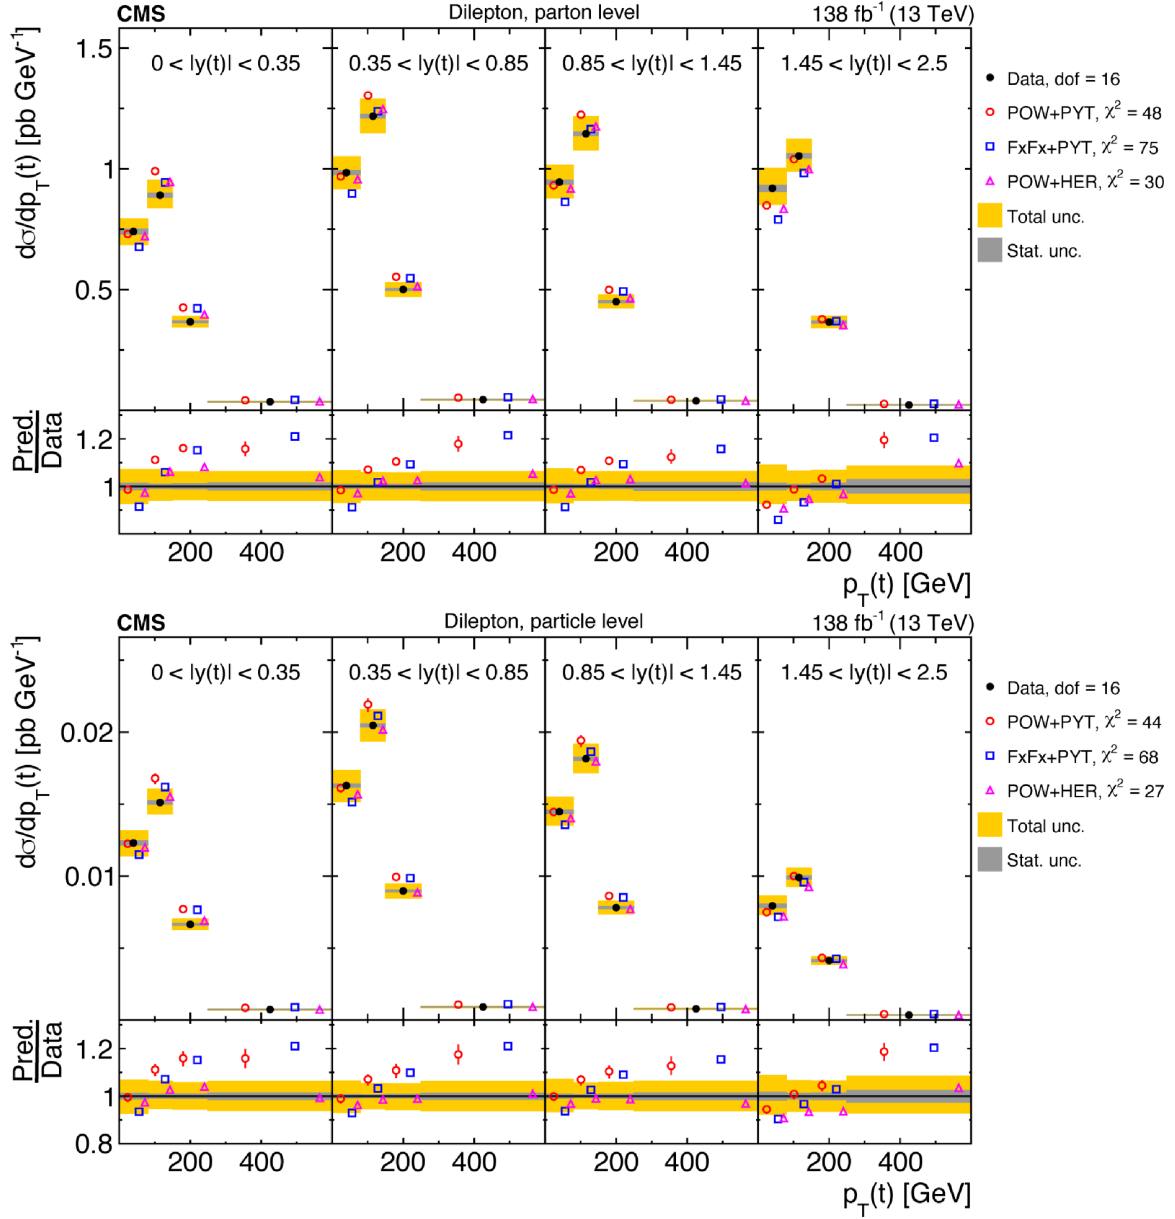 CMS Dilepton, parton level 138 fb⁻¹ (13 TeV)
dσ/dp_T(t) [pb GeV⁻¹]
1.5
1
0.5
0 < |y(t)| < 0.35 0.35 < |y(t)| < 0.85 0.85 < |y(t)| < 1.45 1.45 < |y(t)| < 2.5
Data, dof = 16
POW+PYT, χ² = 48
FxFx+PYT, χ² = 75
POW+HER, χ² = 30
Total unc.
Stat. unc.
Pred.
Data
1.2
1
200 400 200 400 200 400 200 400
p_T(t) [GeV]
CMS Dilepton, particle level 138 fb⁻¹ (13 TeV)
dσ/dp_T(t) [pb GeV⁻¹]
0.02
0.01
0 < |y(t)| < 0.35 0.35 < |y(t)| < 0.85 0.85 < |y(t)| < 1.45 1.45 < |y(t)| < 2.5
Data, dof = 16
POW+PYT, χ² = 44
FxFx+PYT, χ² = 68
POW+HER, χ² = 27
Total unc.
Stat. unc.
Pred.
Data
1.2
1
0.8
200 400 200 400 200 400 200 400
p_T(t) [GeV]